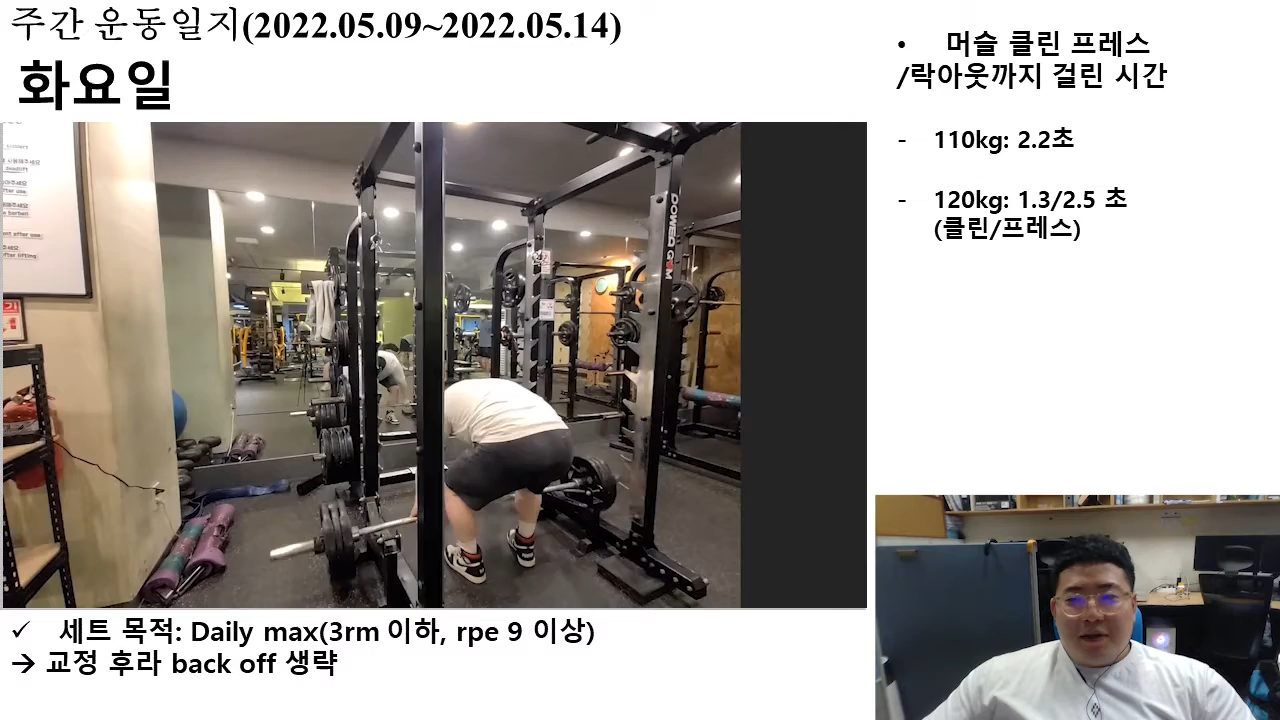 주간 운동일지(2022.05.09~2022.05.14)
화요일
• 머슬 클린 프레스
/락아웃까지 걸린 시간
- 110kg: 2.2초
- 120kg: 1.3/2.5 초
(클린/프레스)
POWER GYM
✓ 세트 목적: Daily max(3rm 이하, rpe 9 이상)
→ 교정 후라 back off 생략